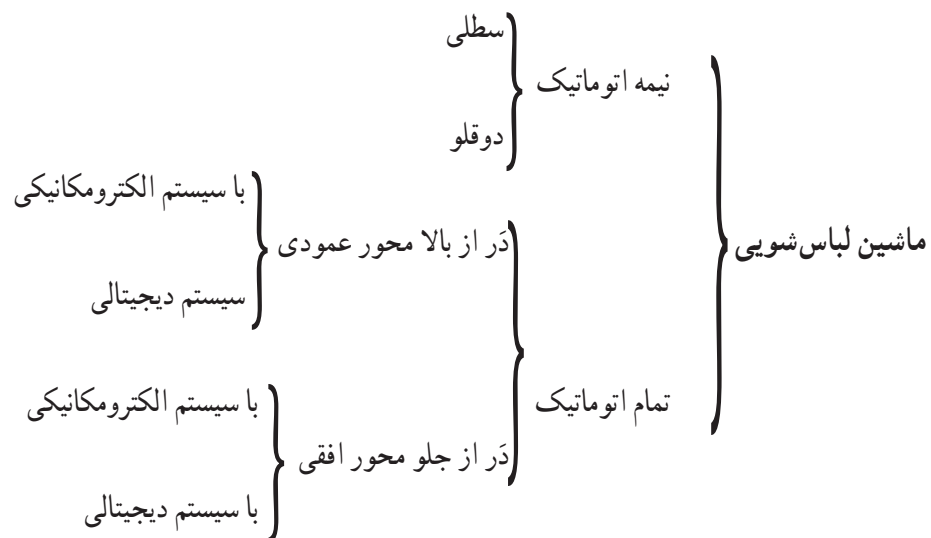 ماشین لباس‌شویی
نیمه اتوماتیک
سطلی
دوقلو
تمام اتوماتیک
دَر از بالا محور عمودی
با سیستم الکترومکانیکی
سیستم دیجیتالی
دَر از جلو محور افقی
با سیستم الکترومکانیکی
با سیستم دیجیتالی